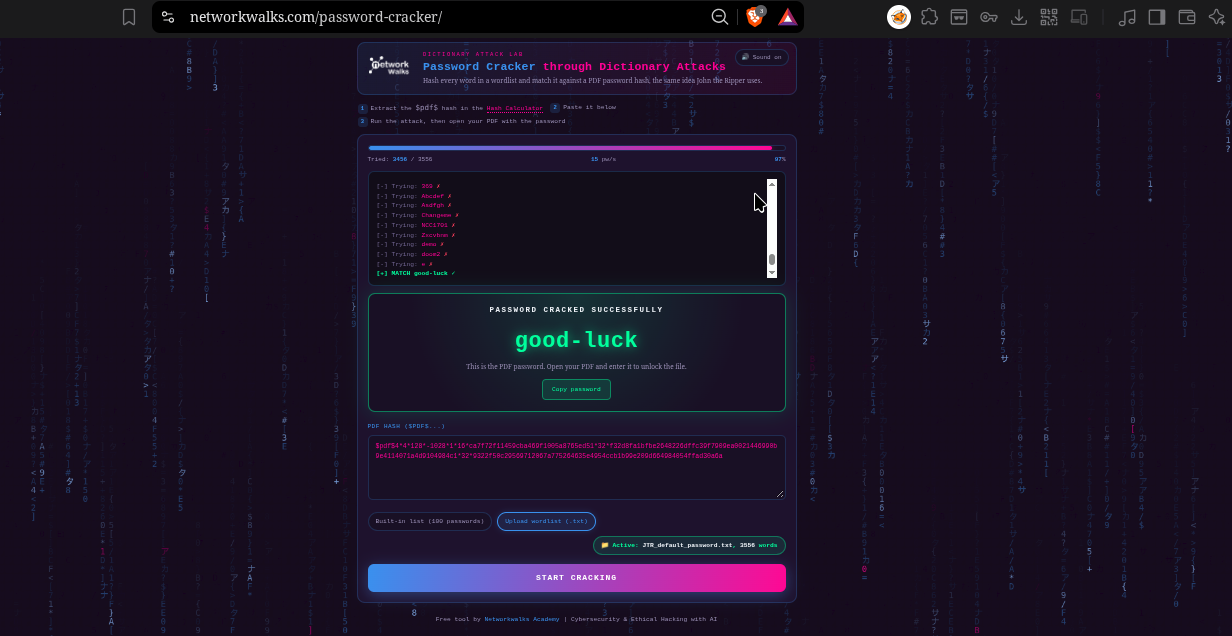 networkwalks.com/password-cracker/
3
network
Walks
DICTIONARY ATTACK LAB
Password Cracker through Dictionary Attacks
Hash every word in a wordlist and match it against a PDF password hash, the same idea John the Ripper uses.
Sound on
1 Extract the $pdf$ hash in the Hash Calculator 2 Paste it below
3 Run the attack, then open your PDF with the password
Tried: 3456 / 3556 15 pw/s 97%
[-] Trying: 369 ✗
[-] Trying: Abcdef ✗
[-] Trying: Asdfgh ✗
[-] Trying: Changeme ✗
[-] Trying: NCC1701 ✗
[-] Trying: Zxcvbnm ✗
[-] Trying: demo ✗
[-] Trying: doom2 ✗
[-] Trying: e ✗
[+] MATCH good-luck ✓
PASSWORD CRACKED SUCCESSFULLY
good-luck
This is the PDF password. Open your PDF and enter it to unlock the file.
Copy password
PDF HASH ($PDF$...)
Built-in list (100 passwords) Upload wordlist (.txt)
Active: JTR_default_password.txt, 3556 words
START CRACKING
Free tool by Networkwalks Academy | Cybersecurity & Ethical Hacking with AI